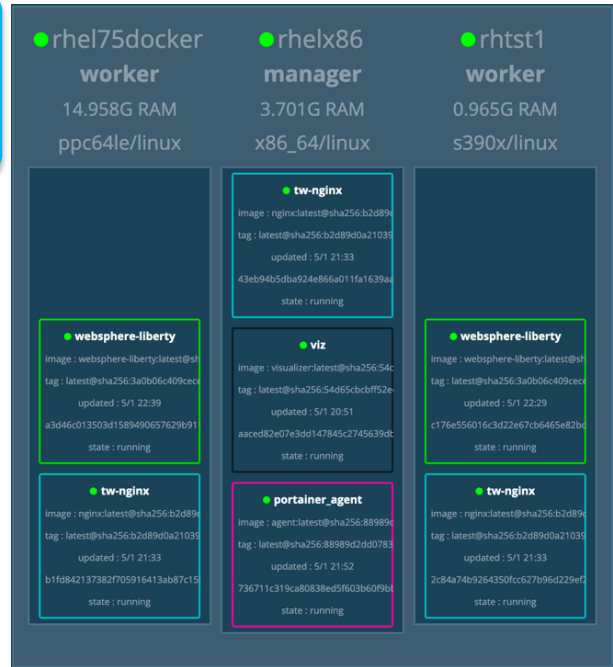 rhel75docker
worker
14.958G RAM
ppc64le/linux
websphere-liberty
image : websphere-liberty:latest@sh
tag : latest@sha256:3a0b06c409cec
updated : 5/1 22:39
a3d46c013503d1589490657629b91
state : running
tw-nginx
image : nginx:latest@sha256:b2d89
tag : latest@sha256:b2d89d0a21039
updated : 5/1 21:33
b1fd842137382f705916413ab87c15
state : running
rhelx86
manager
3.701G RAM
x86_64/linux
tw-nginx
image : nginx:latest@sha256:b2d89
tag : latest@sha256:b2d89d0a21039
updated : 5/1 21:33
43eb94b5dba924e866a011fa1639aa
state : running
viz
image : visualizer:latest@sha256:54c
tag : latest@sha256:54d65cbcbff52e
updated : 5/1 20:51
aaced82e07e3dd147845c2745639db
state : running
portainer_agent
image : agent:latest@sha256:88989
tag : latest@sha256:88989d2dd0783
updated : 5/1 21:52
736711c319ca80838ed5f603b60f9b
state : running
rhtst1
worker
0.965G RAM
s390x/linux
websphere-liberty
image : websphere-liberty:latest@sh
tag : latest@sha256:3a0b06c409cec
updated : 5/1 22:29
c176e556016c3d22e67cb6465e82b
state : running
tw-nginx
image : nginx:latest@sha256:b2d89
tag : latest@sha256:b2d89d0a21039
updated : 5/1 21:33
2c84a74b9264350fcc627b96d229ef
state : running